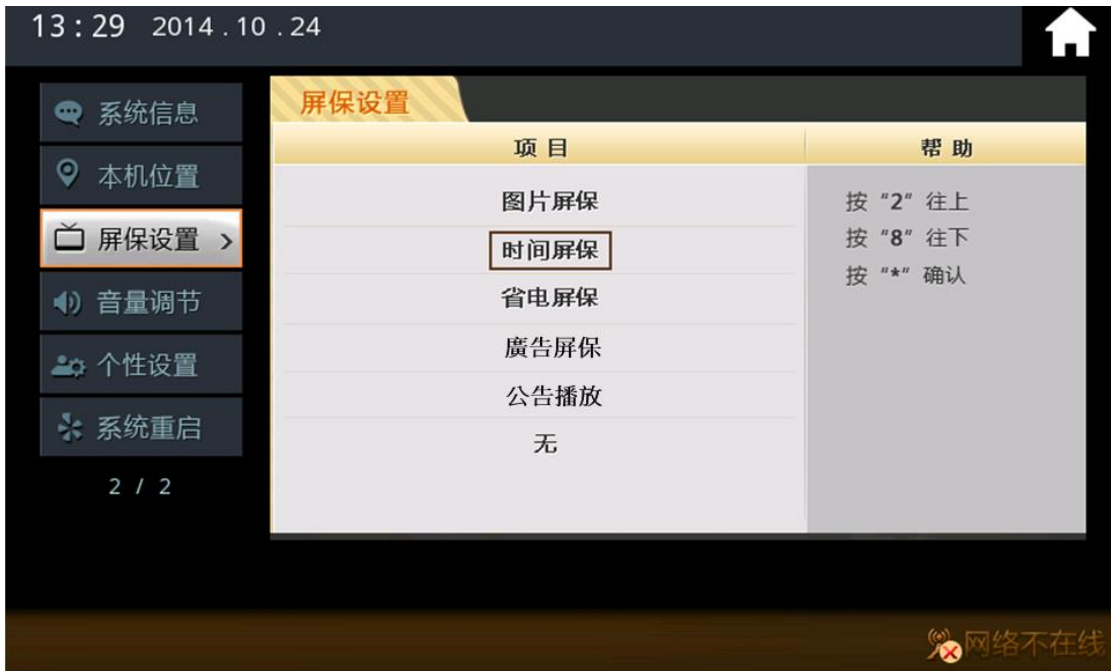 13:29 2014.10.24
系统信息
本机位置
屏保设置 >
音量调节
个性设置
系统重启
2 / 2
屏保设置
项目
帮助
图片屏保
时间屏保
省电屏保
廣告屏保
公告播放
无
按 "2" 往上
按 "8" 往下
按 "*" 确认
网络不在线